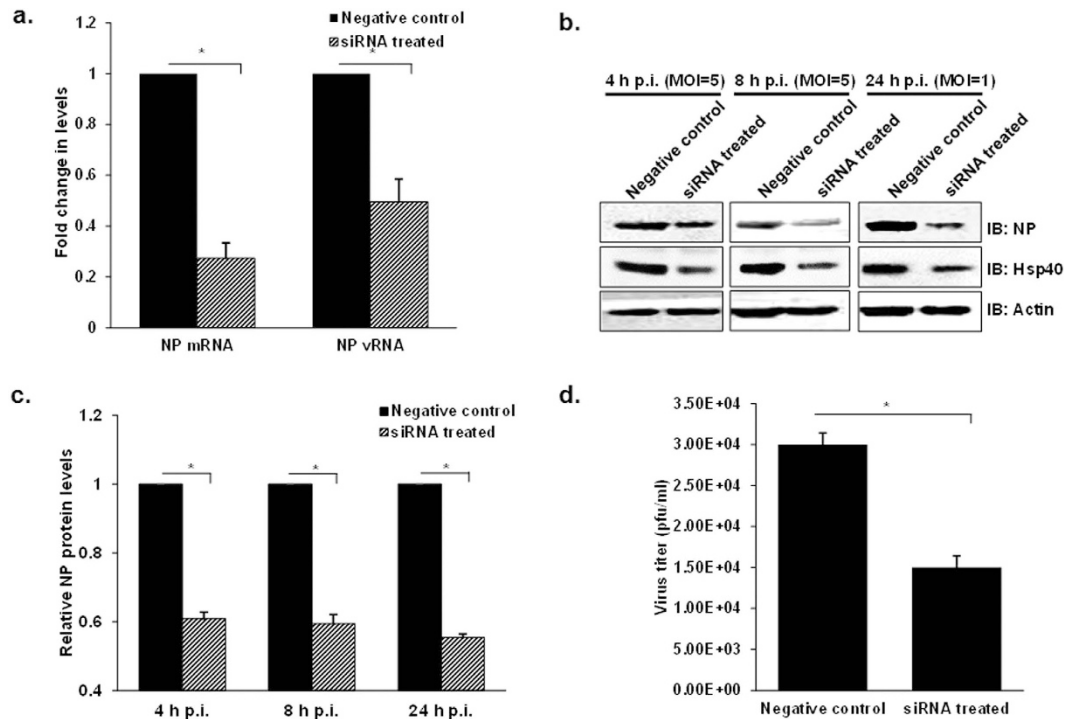 a.
Negative control
siRNA treated
Fold change in levels
1.2
1
0.8
0.6
0.4
0.2
0
*
*
NP mRNA
NP vRNA
b.
4 h p.i. (MOI=5)
8 h p.i. (MOI=5)
24 h p.i. (MOI=1)
Negative control
siRNA treated
Negative control
siRNA treated
Negative control
siRNA treated
IB: NP
IB: Hsp40
IB: Actin
c.
Negative control
siRNA treated
Relative NP protein levels
1.2
1
0.8
0.6
0.4
*
*
*
4 h p.i.
8 h p.i.
24 h p.i.
d.
Virus titer (pfu/ml)
3.50E+04
3.00E+04
2.50E+04
2.00E+04
1.50E+04
1.00E+04
5.00E+03
0.00E+00
*
Negative control
siRNA treated